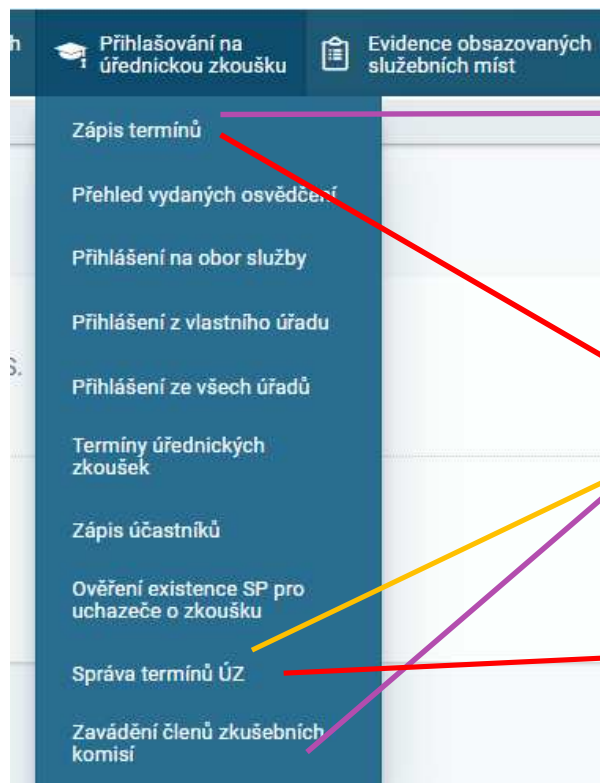 h
Přihlašování na
úřednickou zkoušku
Evidence obsazovaných
služebních míst
Zápis termínů
Přehled vydaných osvědčení
Přihlášení na obor služby
Přihlášení z vlastního úřadu
S.
Přihlášení ze všech úřadů
Termíny úřednických
zkoušek
Zápis účastníků
Ověření existence SP pro
uchazeče o zkoušku
Správa termínů ÚZ
Zavádění členů zkušebních
komisí